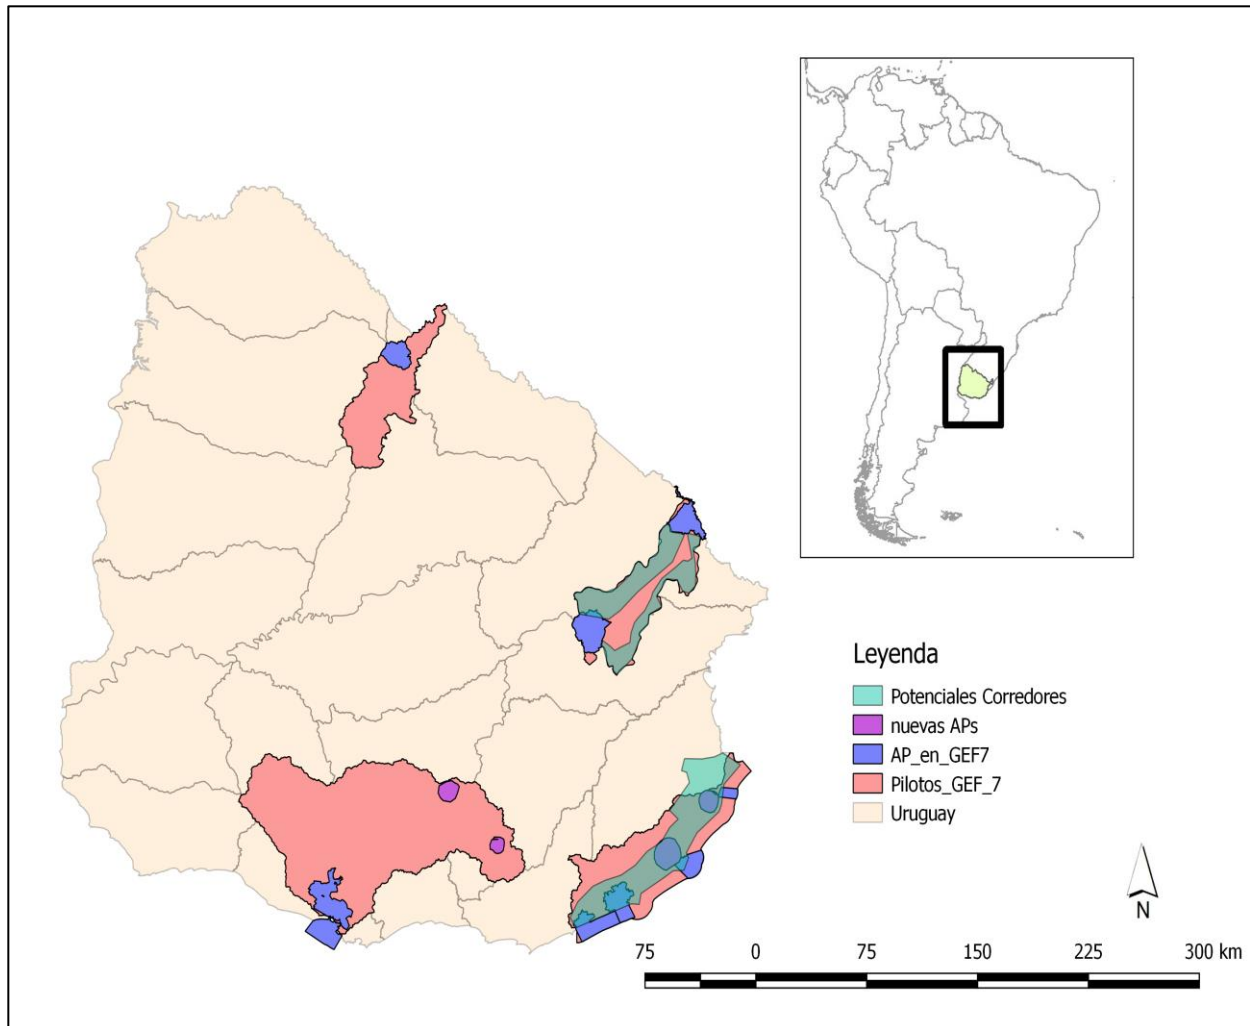 Leyenda
Potenciales Corredores
nuevas APs
AP_en_GEF7
Pilotos_GEF_7
Uruguay
N
75 0 75 150 225 300 km